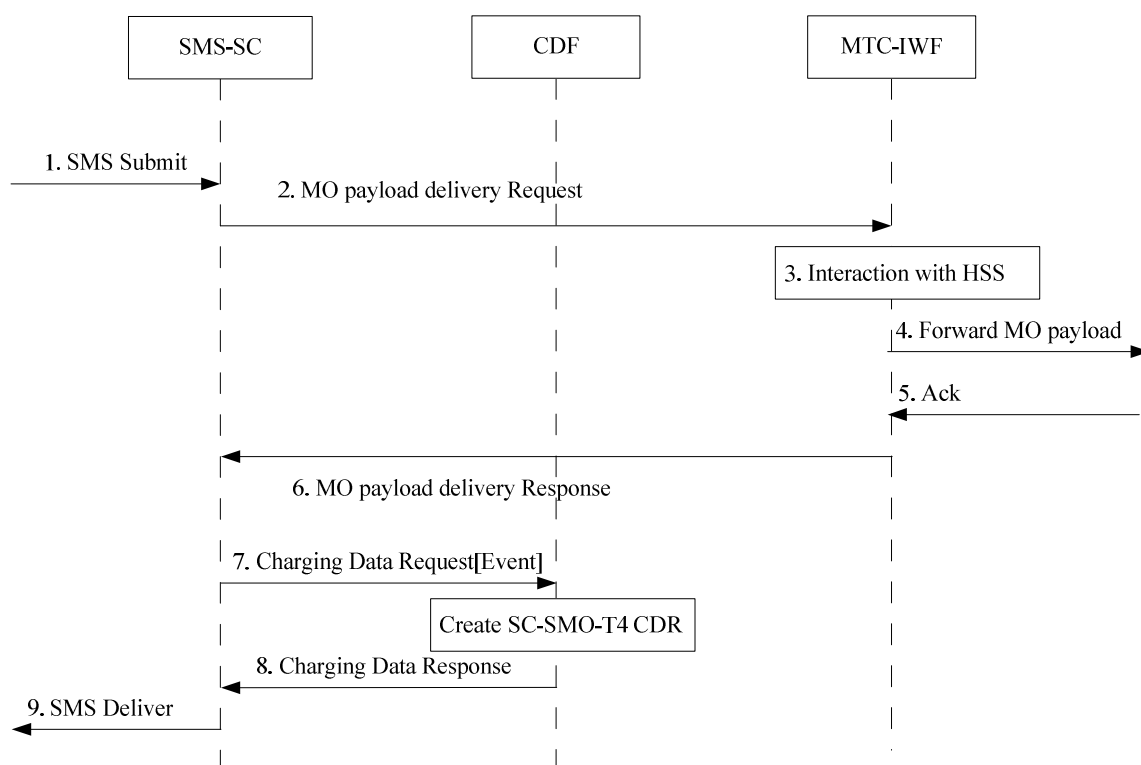 SMS-SC
CDF
MTC-IWF
1. SMS Submit
2. MO payload delivery Request
3. Interaction with HSS
4. Forward MO payload
5. Ack
6. MO payload delivery Response
7. Charging Data Request[Event]
Create SC-SMO-T4 CDR
8. Charging Data Response
9. SMS Deliver